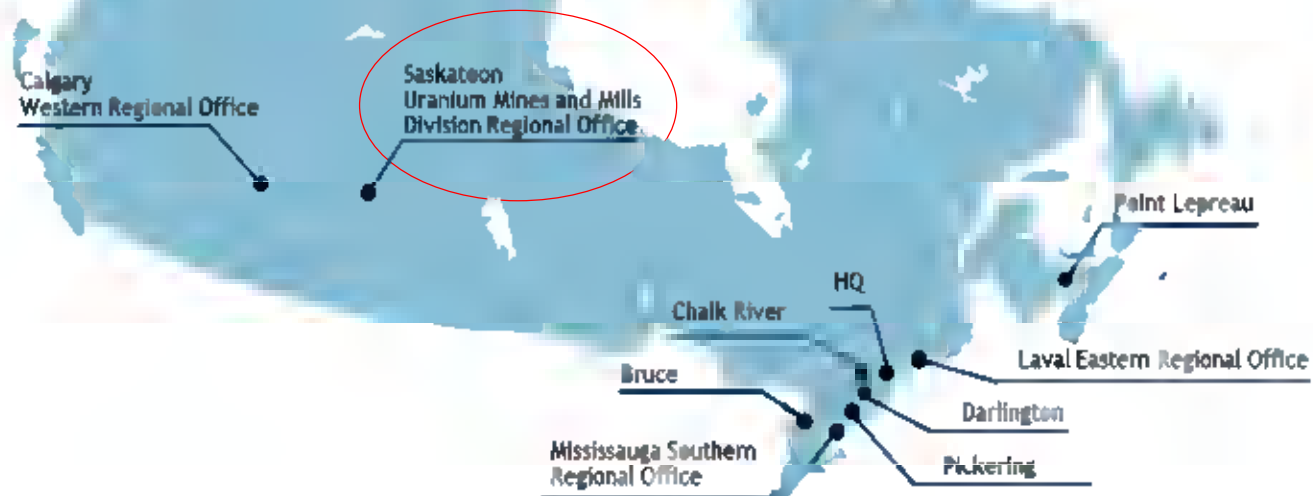 Calgary
Western Regional Office
Saskatoon
Uranium Mines and Mills
Division Regional Office
Point Lepreau
HQ
Chalk River
Laval Eastern Regional Office
Bruce
Darlington
Mississauga Southern
Regional Office
Pickering